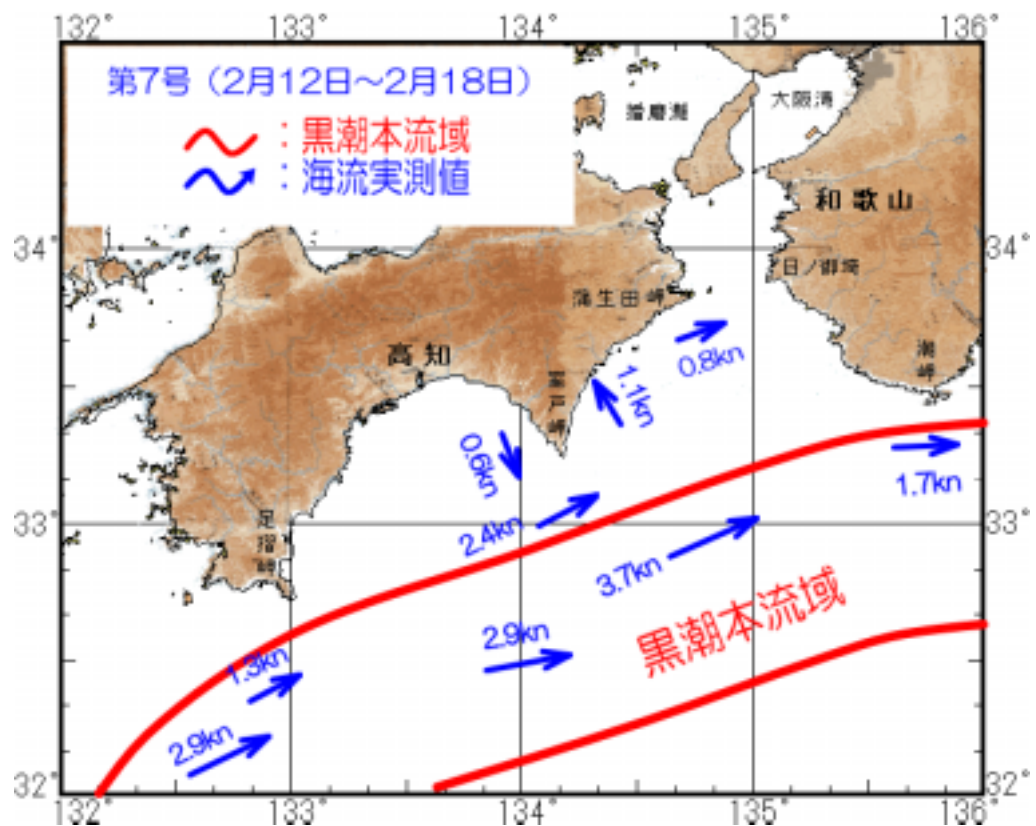 132° 133° 134° 135° 136°
第7号（2月12日～2月18日）
：黒潮本流域
：海流実測値
播磨灘
大阪湾
和歌山
34°
34°
日ノ御埼
蒲生田岬
高知
室戸岬
潮岬
0.8kn
1.1kn
0.6kn
1.7kn
33°
33°
足摺岬
2.4kn
3.7kn
黒潮本流域
2.9kn
1.3kn
2.9kn
32°
32°
132° 133° 134° 135° 136°